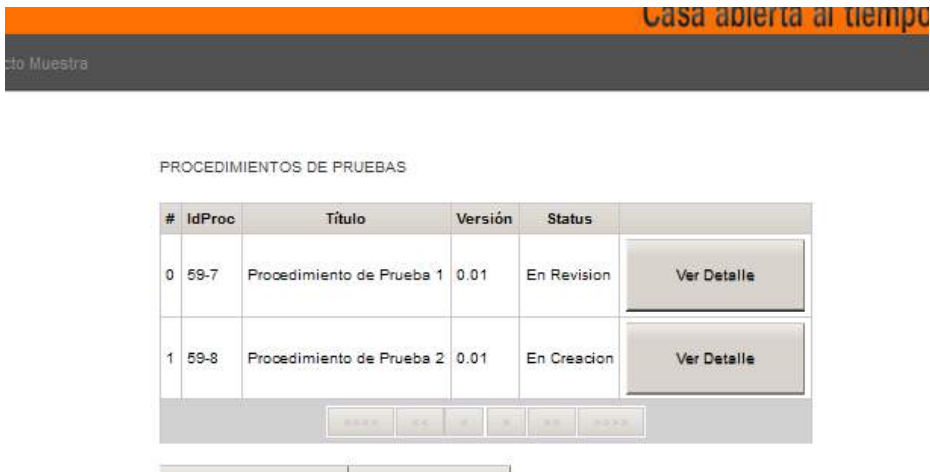 Casa abierta al tiempo
cto Muestra
PROCEDIMIENTOS DE PRUEBAS
# IdProc Título Versión Status
0 59-7 Procedimiento de Prueba 1 0.01 En Revision Ver Detalle
1 59-8 Procedimiento de Prueba 2 0.01 En Creacion Ver Detalle
«««« «« « » »» »»»»